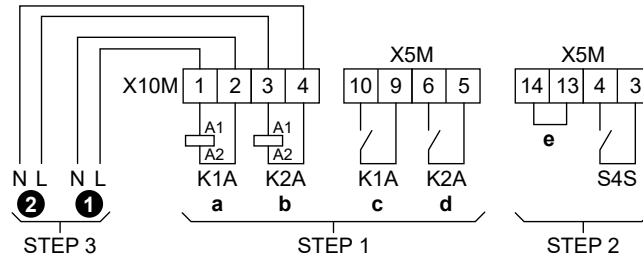 X5M X5M
X10M 1 2 3 4 10 9 6 5 14 13 4 3
A1 A1 e
A2 A2
N L N L K1A K2A K1A K2A S4S
2 1 a b c d
STEP 3 STEP 1 STEP 2